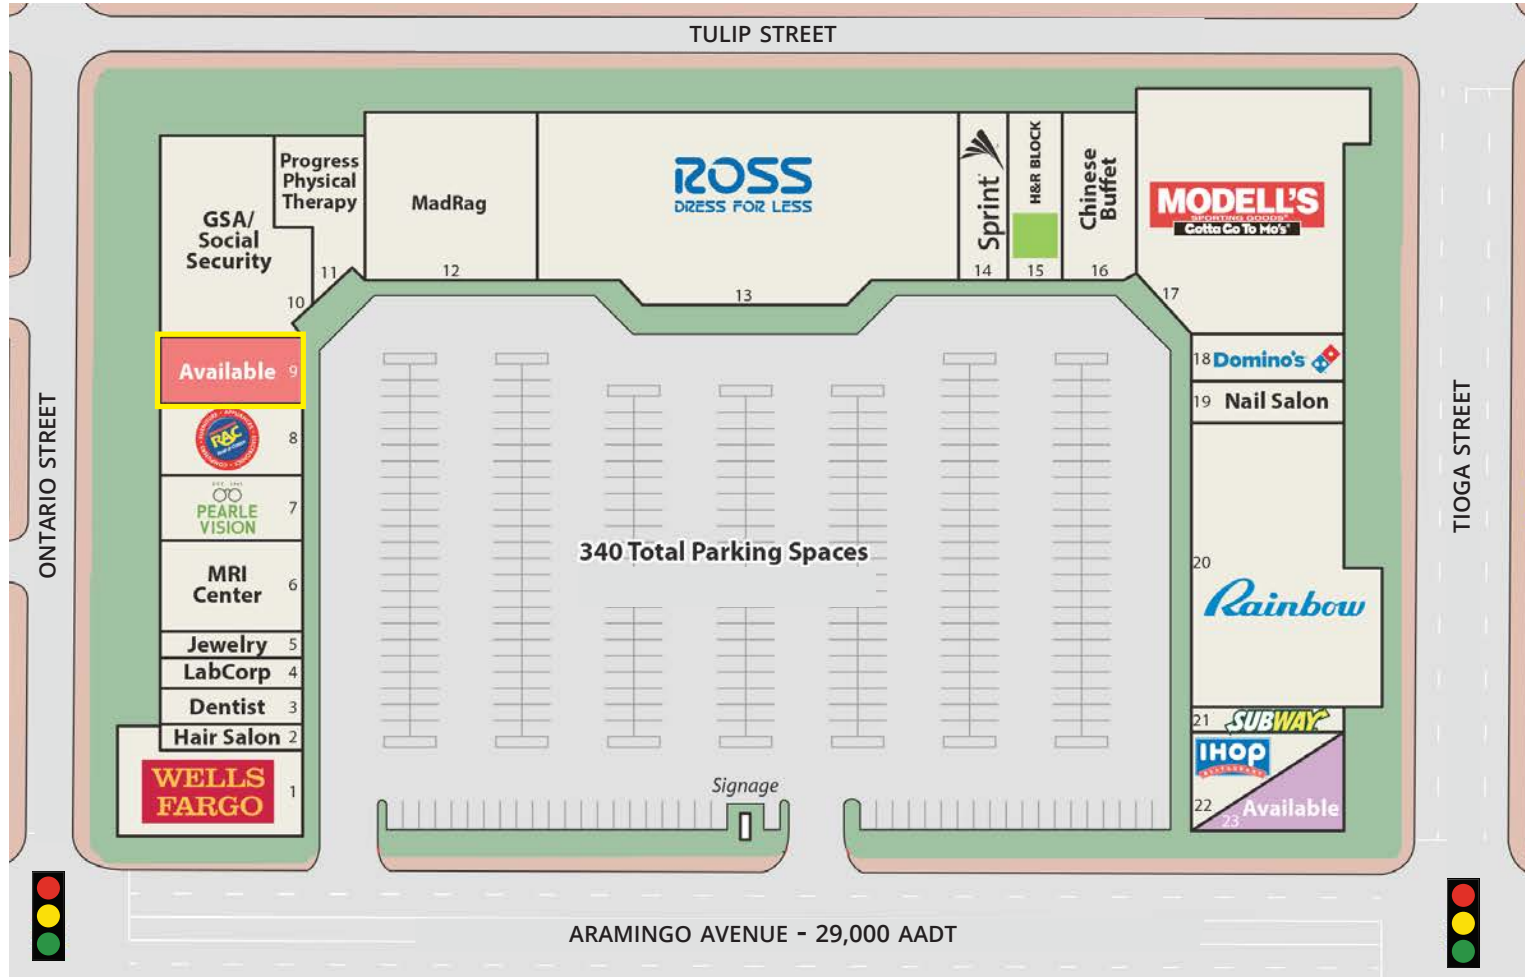 TULIP STREET
ONTARIO STREET
TIOGA STREET
GSA/
Social
Security
10
Progress
Physical
Therapy
11
MadRag
12
ROSS
DRESS FOR LESS
13
Sprint
14
H&R BLOCK
15
Chinese
Buffet
16
MODELL'S
SPORTING GOODS
Gotta Go To Mo's
17
Available 9
RAC
8
PEARLE
VISION
7
MRI
Center
6
Jewelry 5
LabCorp 4
Dentist 3
Hair Salon 2
WELLS
FARGO
1
340 Total Parking Spaces
18 Domino's
19 Nail Salon
20
Rainbow
21 SUBWAY
IHOP
RESTAURANT
22
23 Available
Signage
ARAMINGO AVENUE - 29,000 AADT